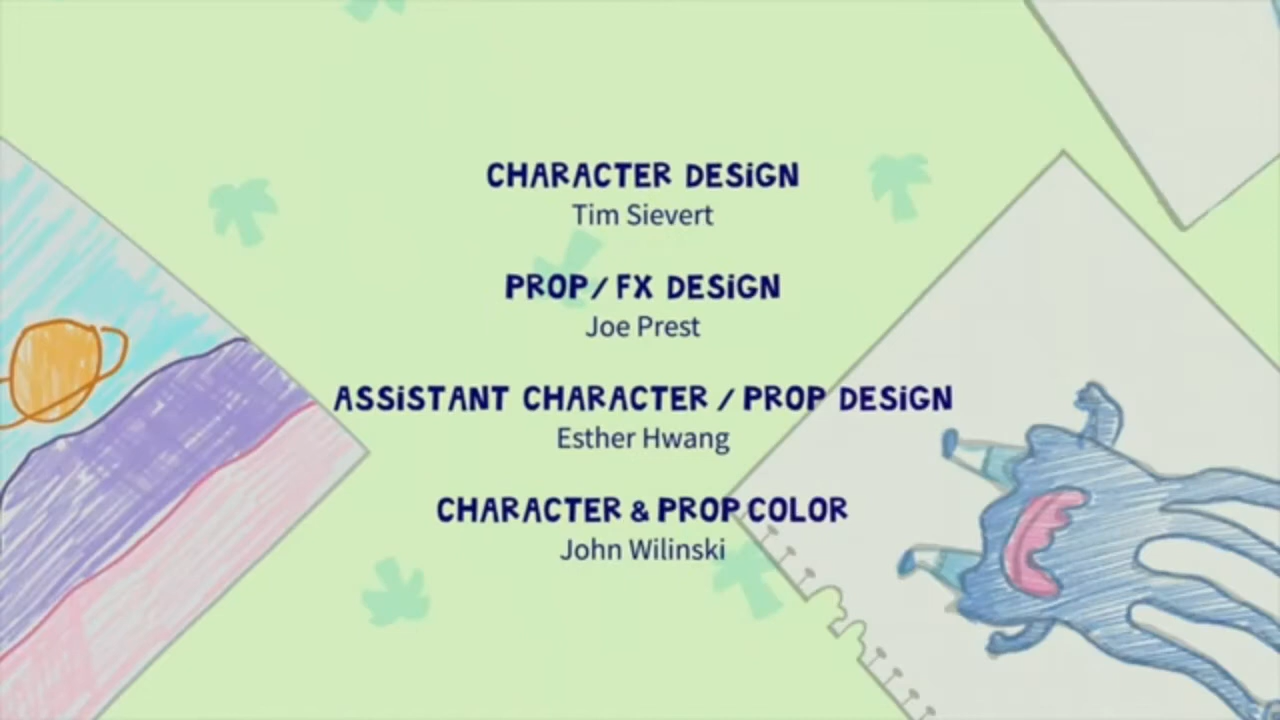 CHARACTER DESiGN
Tim Sievert
PROP/ FX DESiGN
Joe Prest
ASSiSTANT CHARACTER / PROP DESiGN
Esther Hwang
CHARACTER & PROP COLOR
John Wilinski